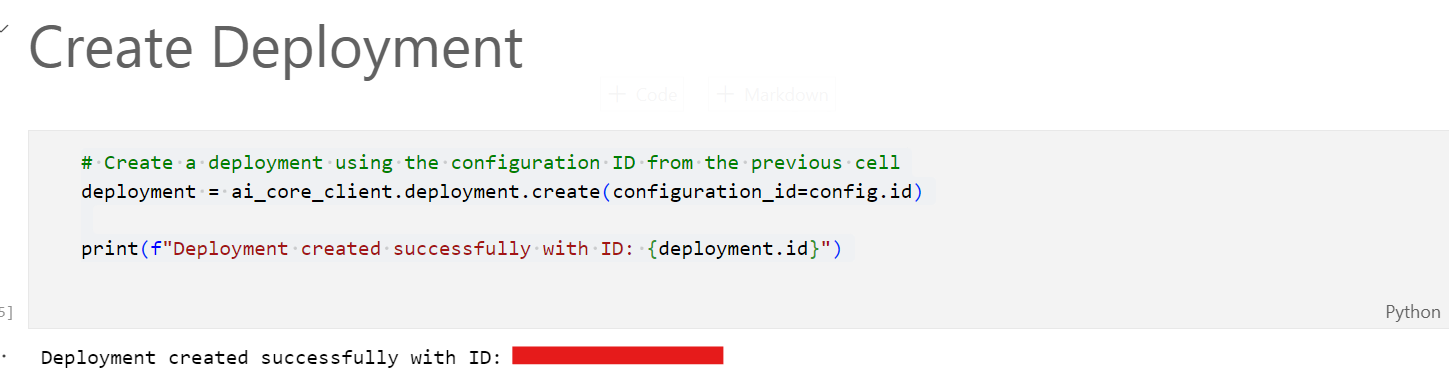 Create Deployment
+ Code + Markdown
# Create a deployment using the configuration ID from the previous cell
deployment = ai_core_client.deployment.create(configuration_id=config.id)
print(f"Deployment created successfully with ID: {deployment.id}")
5]
Python
Deployment created successfully with ID: